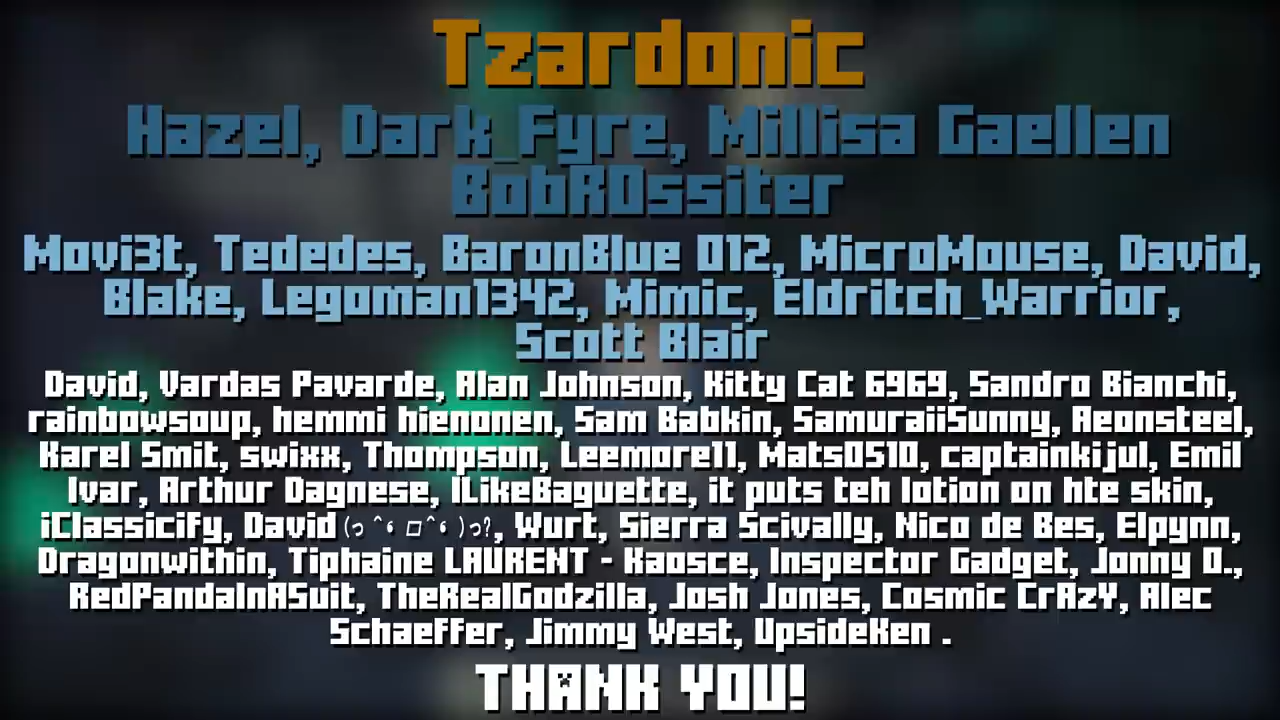 Tzardonic
Hazel, Dark_Fyre, Millisa Gaellen
BobR0ssiter
Movi3t, Tededes, BaronBlue 012, MicroMouse, David,
Blake, Legoman1342, Mimic, Eldritch_Warrior,
Scott Blair
David, Vardas Pavarde, Alan Johnson, Kitty Cat 6969, Sandro Bianchi,
rainbowsoup, hemmi hienonen, Sam Babkin, SamuraiiSunny, Aeonsteel,
Karel Smit, swixx, Thompson, Leemore11, Mats0510, captainkijul, Emil
Ivar, Arthur Dagnese, ILikeBaguette, it puts teh lotion on hte skin,
iClassicify, David, Wurt, Sierra Scivally, Nico de Bes, Elpynn,
Dragonwithin, Tiphaine LAURENT - Kaosce, Inspector Gadget, Jonny O.,
RedPandaInASuit, TheRealGodzilla, Josh Jones, Cosmic CrAzY, Alec
Schaeffer, Jimmy West, UpsideKen .
THANK YOU!